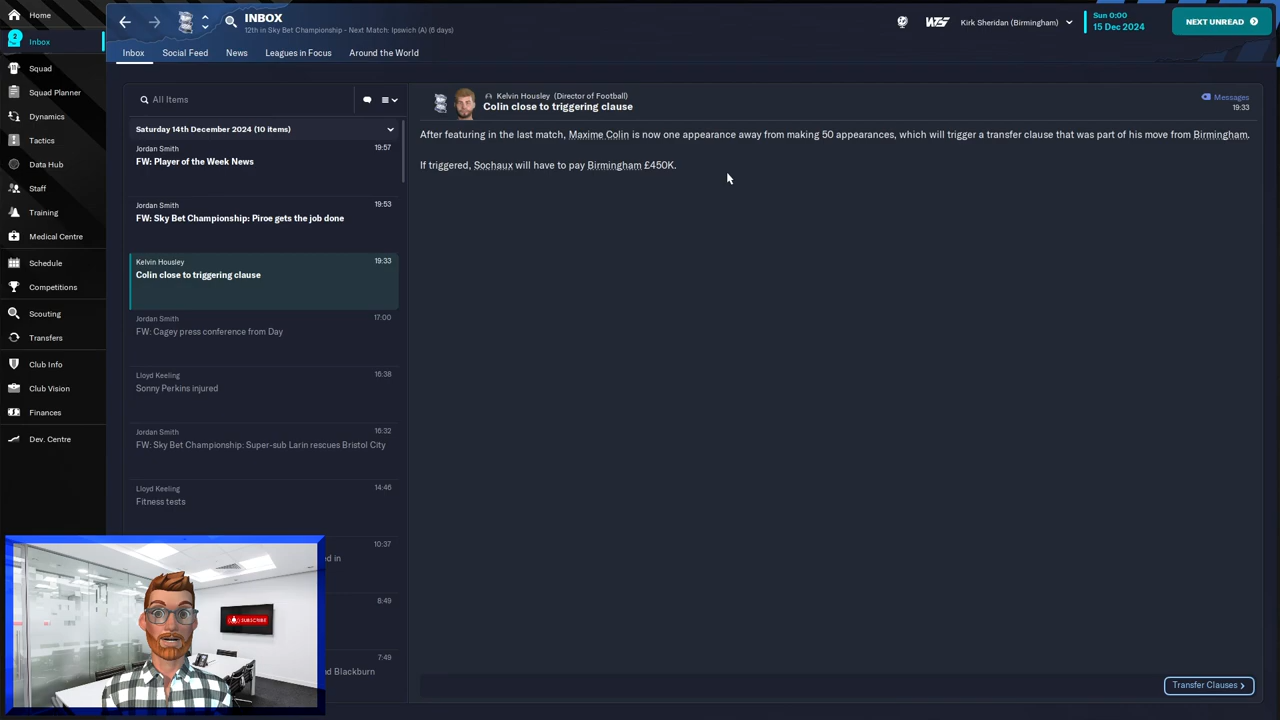 Home
2
Inbox
Squad
Squad Planner
Dynamics
Tactics
Data Hub
Staff
Training
Medical Centre
Schedule
Competitions
Scouting
Transfers
Club Info
Club Vision
Finances
Dev. Centre
INBOX
12th in Sky Bet Championship - Next Match: Ipswich (A) (6 days)
Kirk Sheridan (Birmingham)
Sun 0:00
15 Dec 2024
NEXT UNREAD
Inbox
Social Feed
News
Leagues in Focus
Around the World
All Items
Saturday 14th December 2024 (10 items)
Jordan Smith
19:57
FW: Player of the Week News
Jordan Smith
19:53
FW: Sky Bet Championship: Piroe gets the job done
Kelvin Housley
19:33
Colin close to triggering clause
Jordan Smith
17:00
FW: Cagey press conference from Day
Lloyd Keeling
16:38
Sonny Perkins injured
Jordan Smith
16:32
FW: Sky Bet Championship: Super-sub Larin rescues Bristol City
Lloyd Keeling
14:46
Fitness tests
10:37
ed in
8:49
7:49
nd Blackburn
Kelvin Housley (Director of Football)
Colin close to triggering clause
Messages
19:33
After featuring in the last match, Maxime Colin is now one appearance away from making 50 appearances, which will trigger a transfer clause that was part of his move from Birmingham.
If triggered, Sochaux will have to pay Birmingham £450K.
Transfer Clauses
SUBSCRIBE